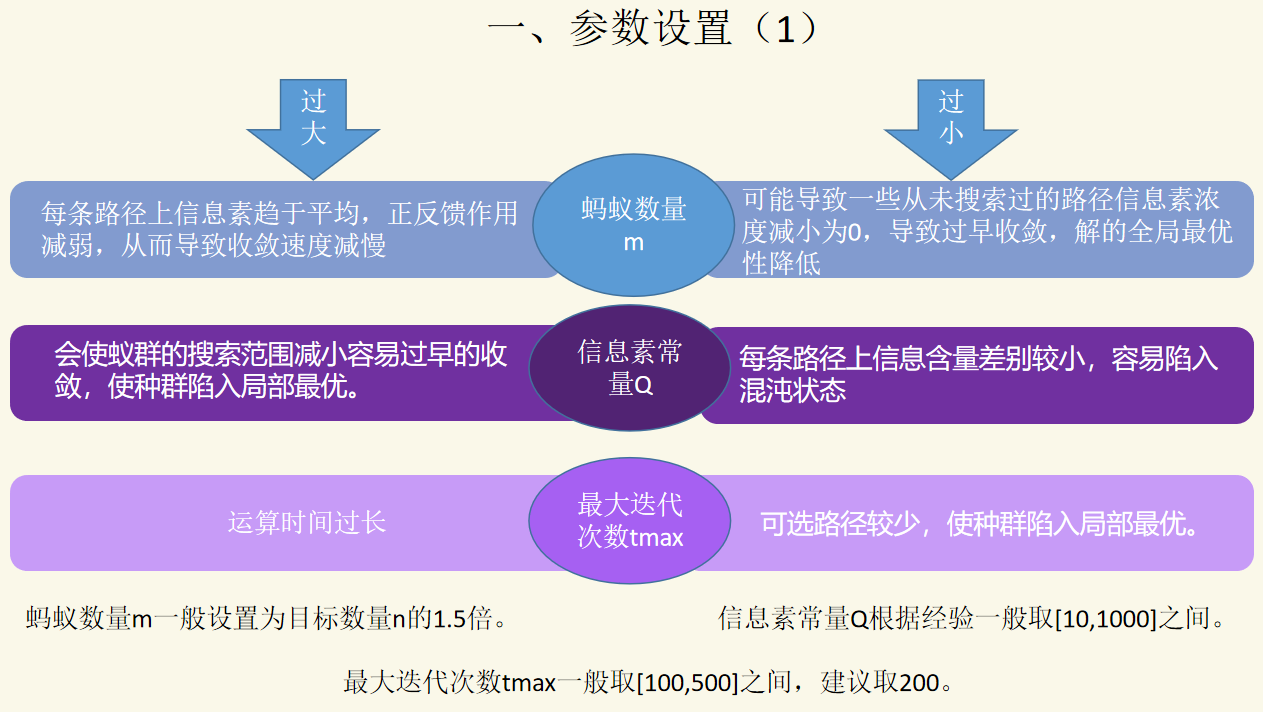 一、参数设置（1）
过
大
过
小
每条路径上信息素趋于平均，正反馈作用
减弱，从而导致收敛速度减慢
蚂蚁数量
m
可能导致一些从未搜索过的路径信息素浓
度减小为0，导致过早收敛，解的全局最优
性降低
会使蚁群的搜索范围减小容易过早的收
敛，使种群陷入局部最优。
信息素常
量Q
每条路径上信息含量差别较小，容易陷入
混沌状态
运算时间过长
最大迭代
次数tmax
可选路径较少，使种群陷入局部最优。
蚂蚁数量m一般设置为目标数量n的1.5倍。
信息素常量Q根据经验一般取[10,1000]之间。
最大迭代次数tmax一般取[100,500]之间，建议取200。